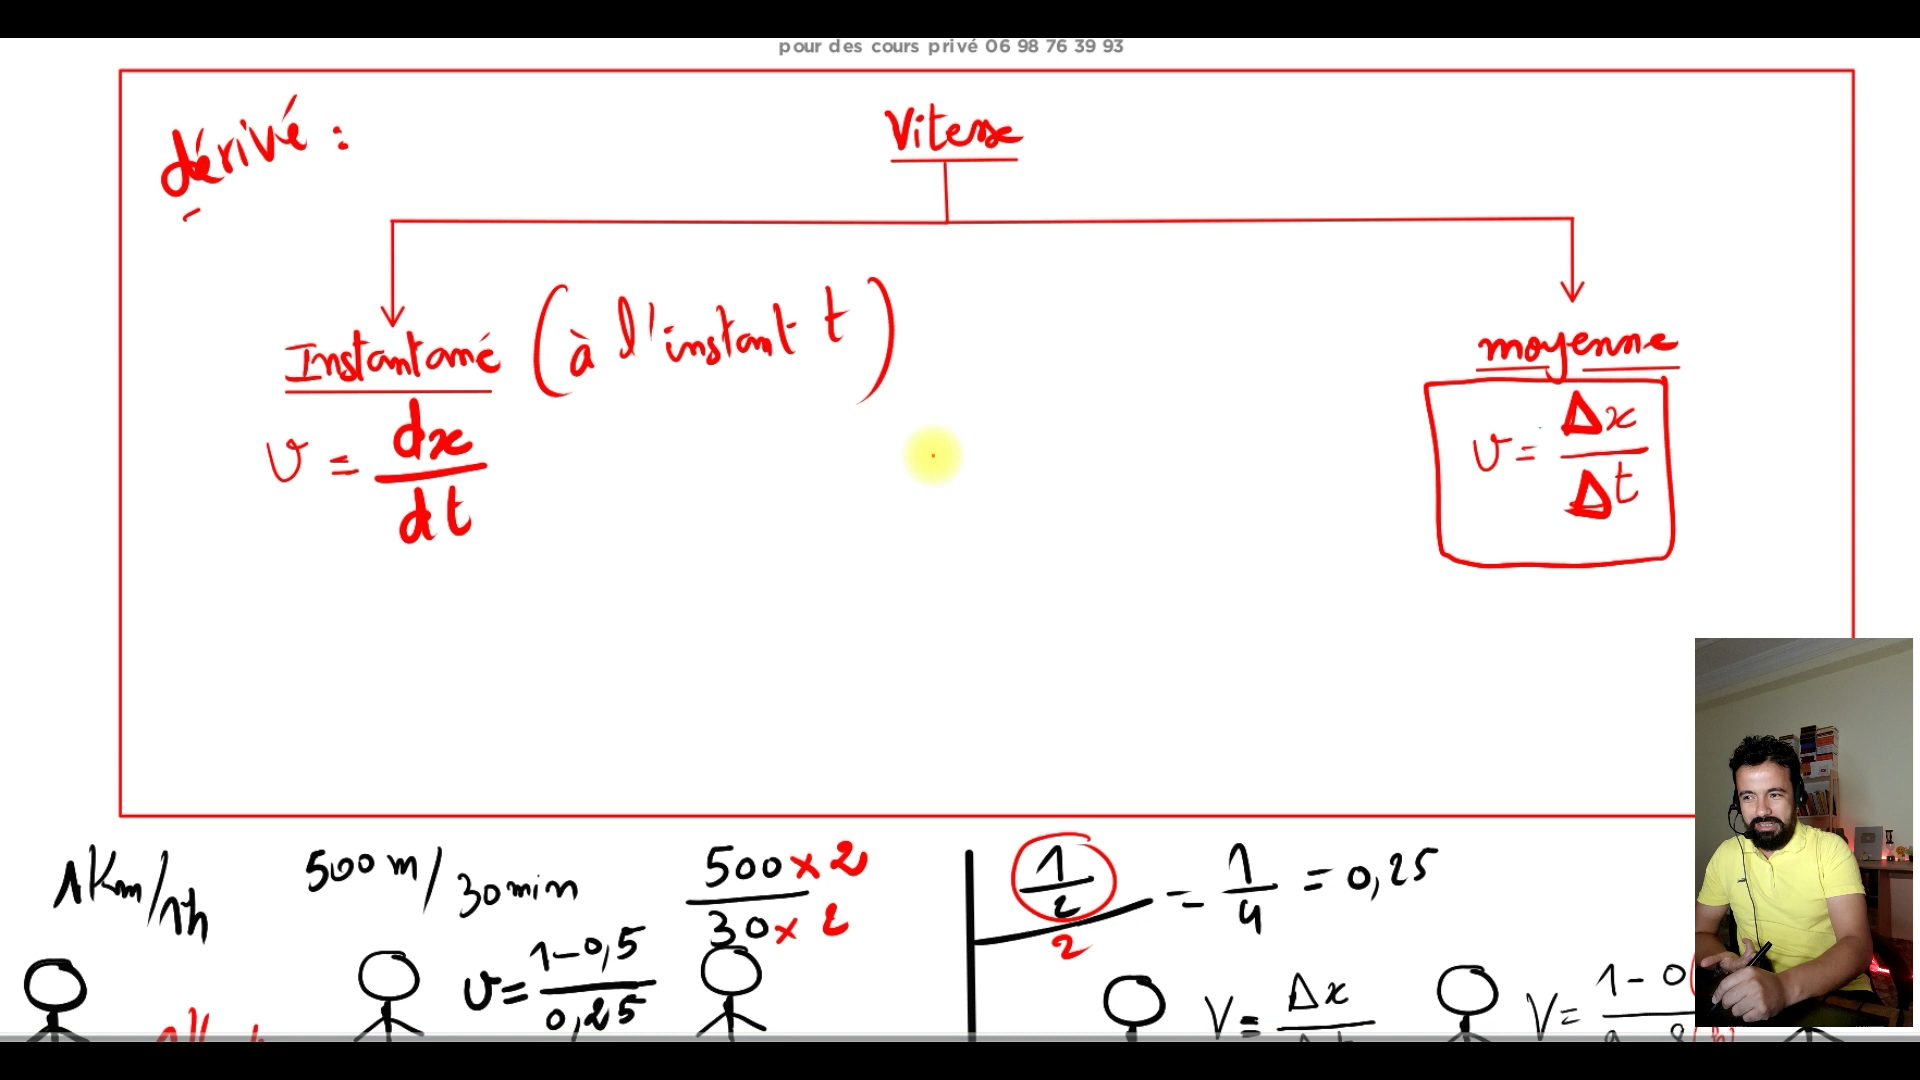 pour des cours privé 06 98 76 39 93
dérivé :
Vitesse
Instantané (à l'instant t)
moyenne
v = dx/dt
v = Δx/Δt
1Km/1h
500 m/30min
500 x 2 / 30 x 2
1/2 / 2 = 1/4 = 0,25
v = 1-0,5 / 0,25
V = Δx
V = 1-0